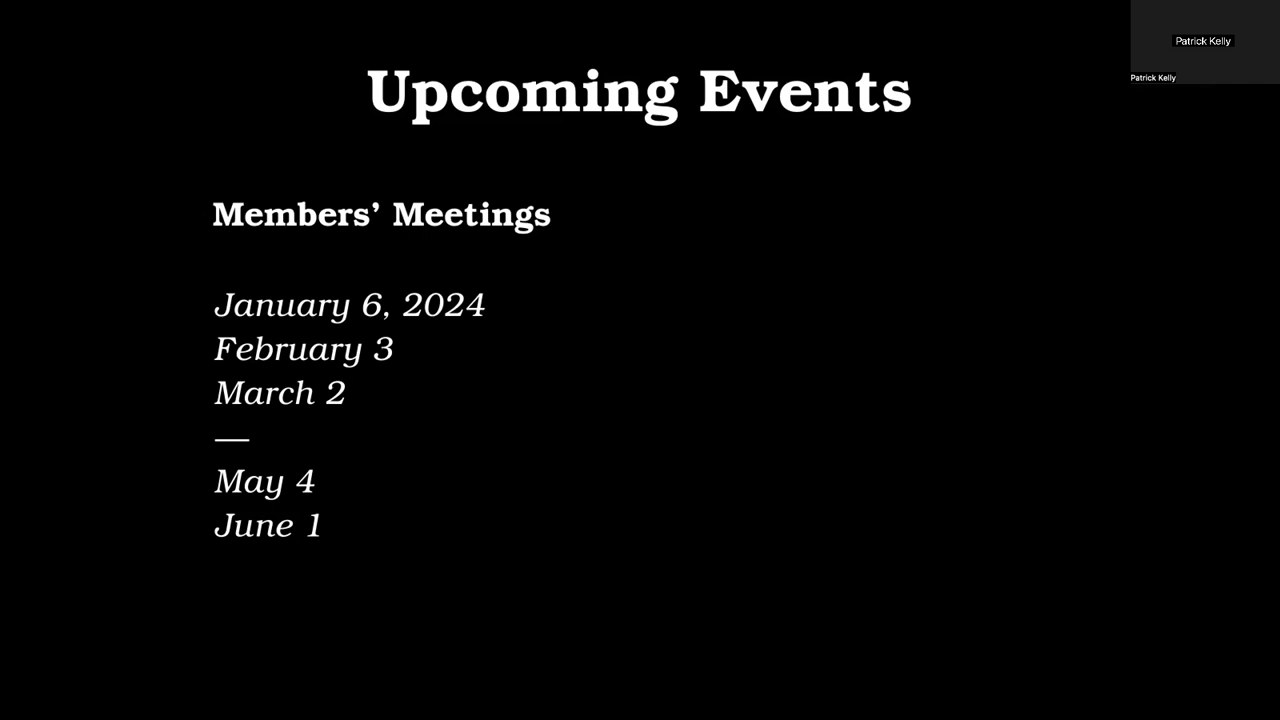 Patrick Kelly
Patrick Kelly
Upcoming Events
Members’ Meetings
January 6, 2024
February 3
March 2
—
May 4
June 1